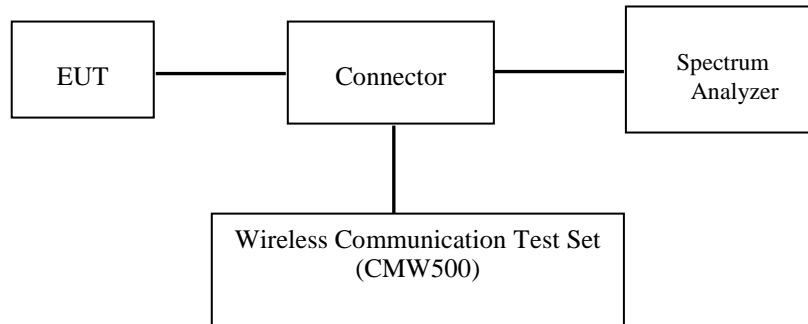 EUT
Connector
Spectrum
Analyzer
Wireless Communication Test Set
(CMW500)